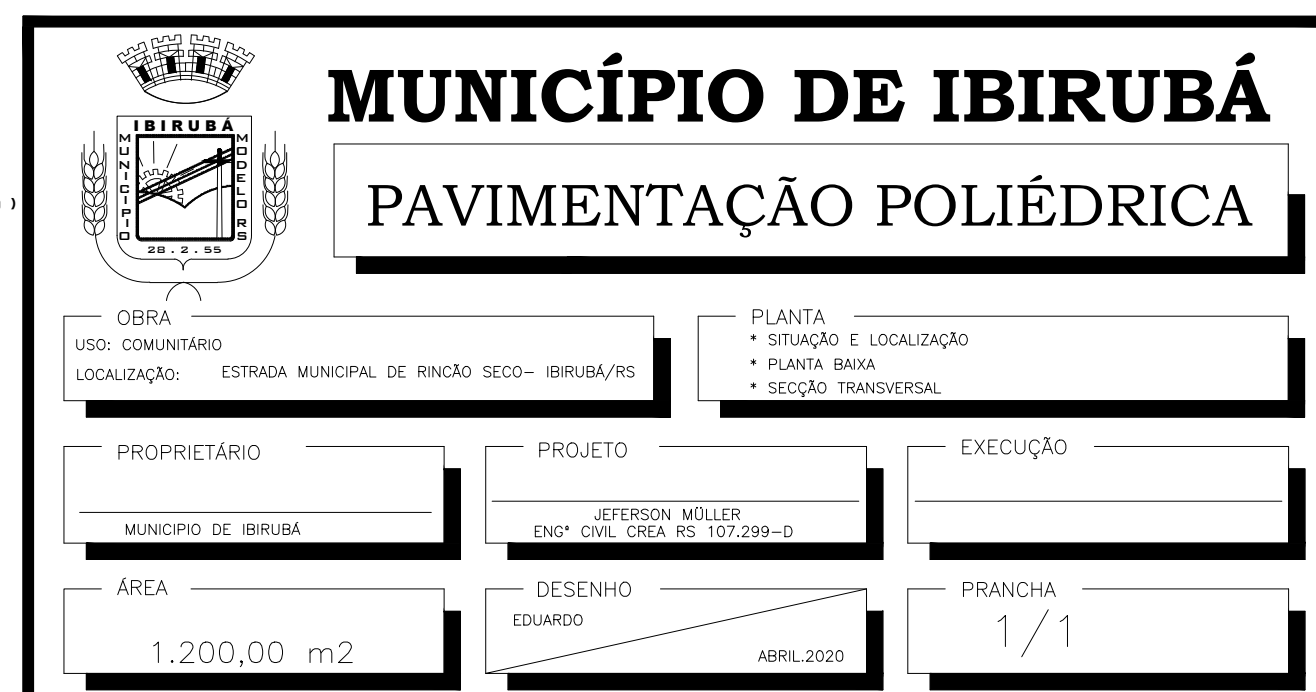 MUNICÍPIO DE IBIRUBÁ
IBIRUBÁ
MUNICIPIO
MODELO RS
28.2.55
PAVIMENTAÇÃO POLIÉDRICA
OBRA
USO: COMUNITÁRIO
LOCALIZAÇÃO: ESTRADA MUNICIPAL DE RINCÃO SECO– IBIRUBÁ/RS
PLANTA
* SITUAÇÃO E LOCALIZAÇÃO
* PLANTA BAIXA
* SECÇÃO TRANSVERSAL
PROPRIETÁRIO
MUNICIPIO DE IBIRUBÁ
PROJETO
JEFERSON MÜLLER
ENGº CIVIL CREA RS 107.299–D
EXECUÇÃO
ÁREA
1.200,00 m2
DESENHO
EDUARDO
ABRIL.2020
PRANCHA
1/1